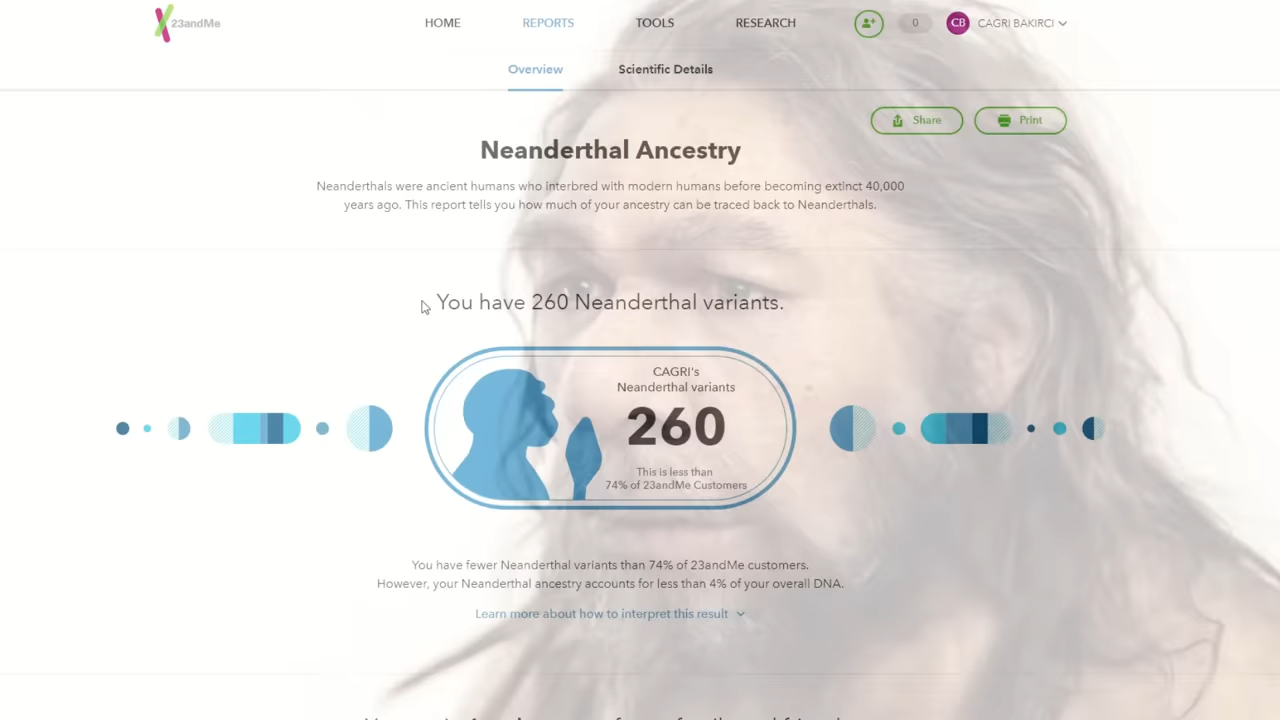 23andMe
HOME
REPORTS
TOOLS
RESEARCH
0
CB
CAGRI BAKIRCI
Overview
Scientific Details
Share
Print
Neanderthal Ancestry
Neanderthals were ancient humans who interbred with modern humans before becoming extinct 40,000
years ago. This report tells you how much of your ancestry can be traced back to Neanderthals.
You have 260 Neanderthal variants.
CAGRI's
Neanderthal variants
260
This is less than
74% of 23andMe Customers
You have fewer Neanderthal variants than 74% of 23andMe customers.
However, your Neanderthal ancestry accounts for less than 4% of your overall DNA.
Learn more about how to interpret this result